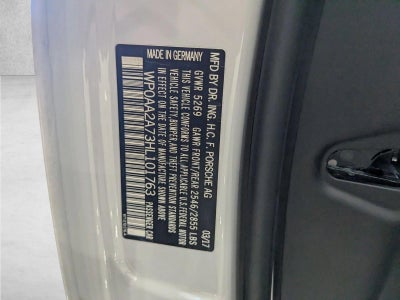 MADE IN GERMANY
MFD BY DR. ING. H.C. F. PORSCHE AG 03/17
GVWR 5269 GAWR FRONT/REAR 2546/2855 LBS
THIS VEHICLE CONFORMS TO ALL APPLICABLE U.S. FEDERAL MOTOR
VEHICLE SAFETY, BUMPER, AND THEFT PREVENTION STANDARDS
IN EFFECT ON THE DATE OF MANUFACTURE SHOWN ABOVE
WP0AA2A73HL101763 PASSENGER CAR